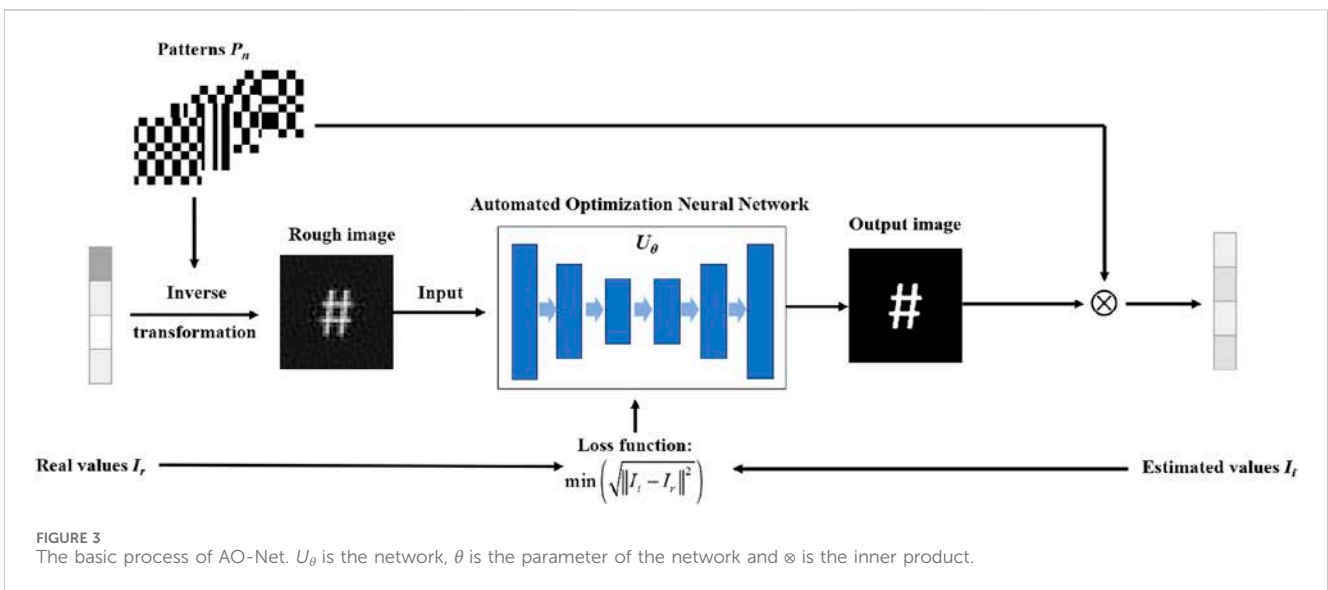 Patterns Pₙ
Automated Optimization Neural Network
Rough image
U_θ
Output image
#
#
Inverse
transformation
Input
⊗
Loss function:
min(√‖I_t − I_r‖²)
Real values I_r
Estimated values I_t
FIGURE 3
The basic process of AO-Net. U_θ is the network, θ is the parameter of the network and ⊗ is the inner product.